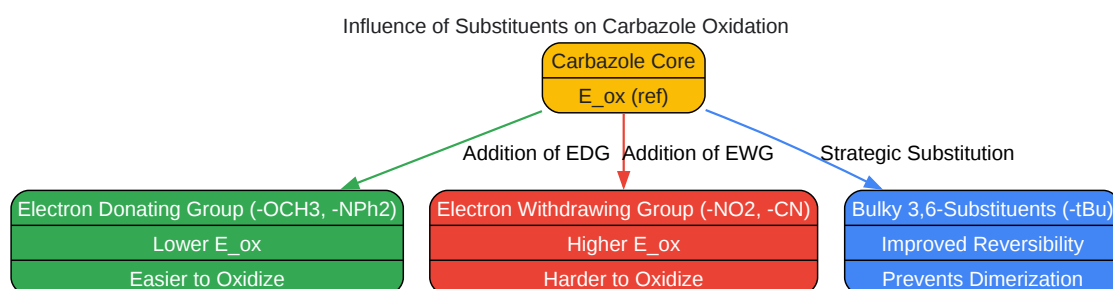 Influence of Substituents on Carbazole Oxidation
Carbazole Core
E_ox (ref)
Addition of EDG
Addition of EWG
Strategic Substitution
Electron Donating Group (-OCH3, -NPh2)
Lower E_ox
Easier to Oxidize
Electron Withdrawing Group (-NO2, -CN)
Higher E_ox
Harder to Oxidize
Bulky 3,6-Substituents (-tBu)
Improved Reversibility
Prevents Dimerization